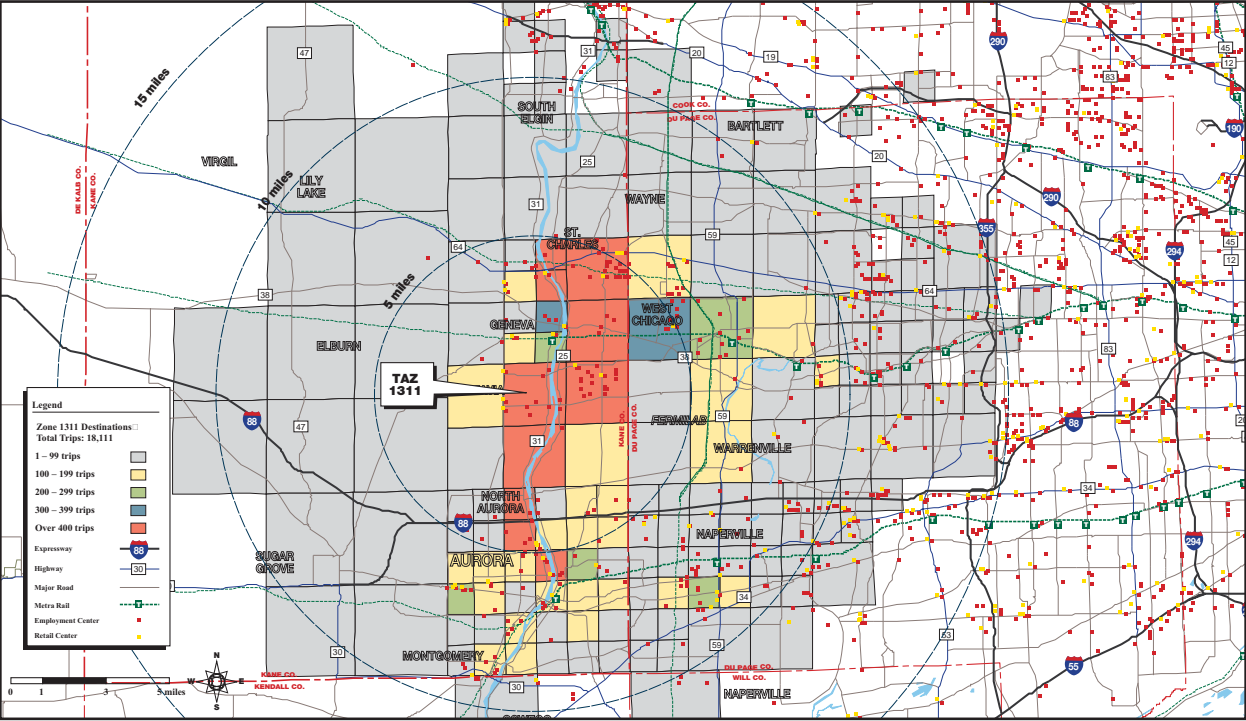 47
31
20
19
290
45
12
83
15 miles
SOUTH
ELGIN
COOK CO.
DU PAGE CO.
BARTLETT
190
VIRGIL
25
20
DE KALB CO.
KANE CO.
10 miles
LILY
LAKE
31
WAYNE
290
64
ST.
CHARLES
59
355
294
45
12
5 miles
38
64
GENEVA
WEST
CHICAGO
ELBURN
25
38
83
TAZ
1311
88
47
31
KANE CO.
DU PAGE CO.
FERMILAB
59
88
WARRENVILLE
34
NORTH
AURORA
88
NAPERVILLE
294
SUGAR
GROVE
AURORA
34
30
MONTGOMERY
59
53
55
KANE CO.
KENDALL CO.
30
DU PAGE CO.
WILL CO.
NAPERVILLE
Legend
Zone 1311 Destinations
Total Trips: 18,111
1 – 99 trips
100 – 199 trips
200 – 299 trips
300 – 399 trips
Over 400 trips
Expressway 88
Highway 30
Major Road
Metra Rail T
Employment Center
Retail Center
N
W E
S
0 1 3 5 miles